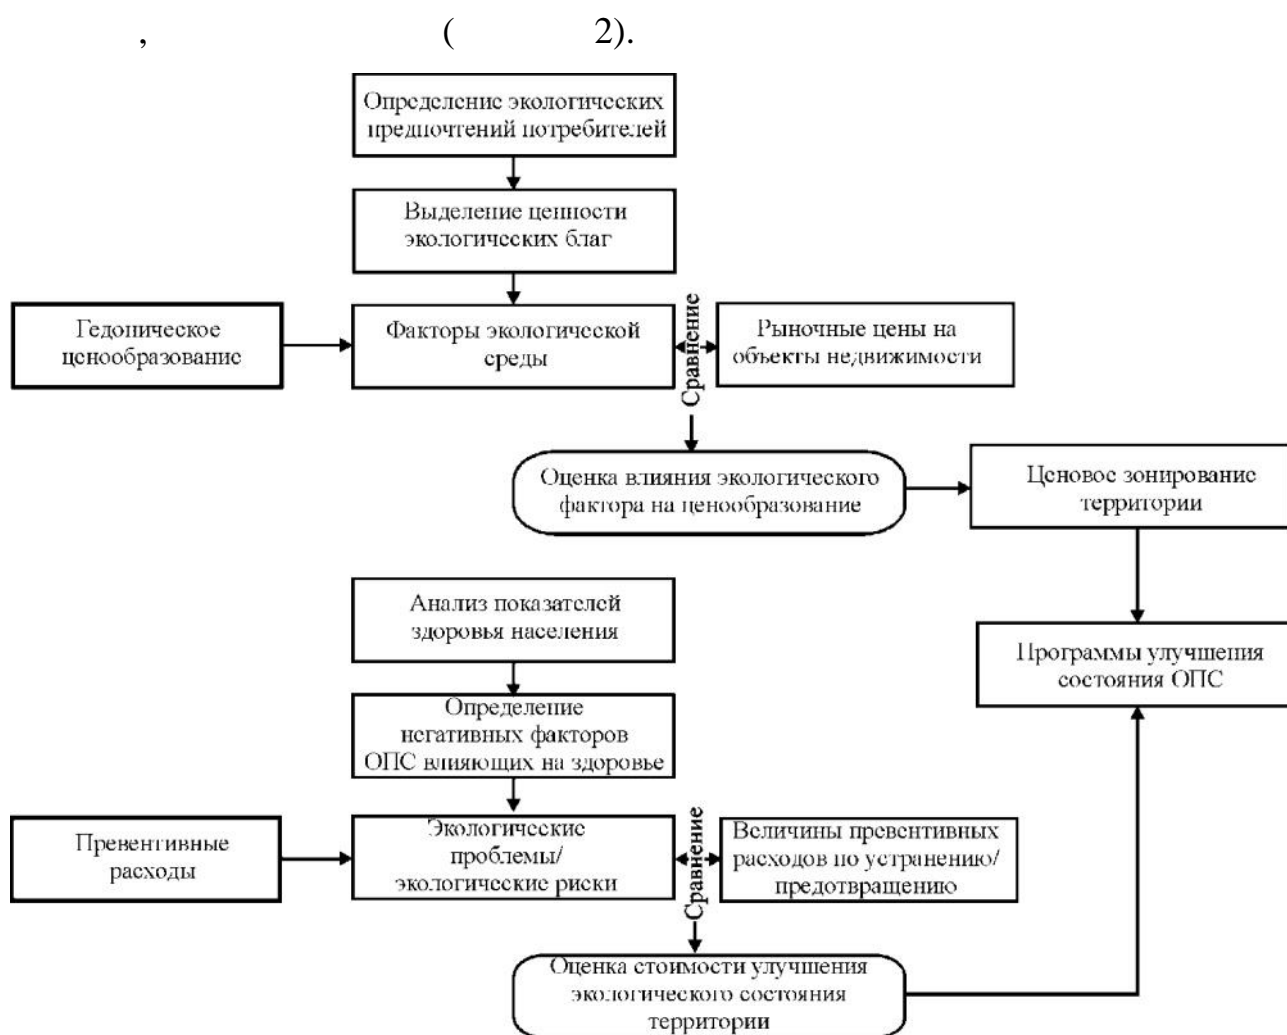 , ( 2).
Определение экологических
предпочтений потребителей
Выделение ценности
экологических благ
Гедоническое
ценообразование
Факторы экологической
среды
Сравнение
Рыночные цены на
объекты недвижимости
Оценка влияния экологического
фактора на ценообразование
Ценовое зонирование
территории
Анализ показателей
здоровья населения
Программы улучшения
состояния ОПС
Определение
негативных факторов
ОПС влияющих на здоровье
Превентивные
расходы
Экологические
проблемы/
экологические риски
Сравнение
Величины превентивных
расходов по устранению/
предотвращению
Оценка стоимости улучшения
экологического состояния
территории